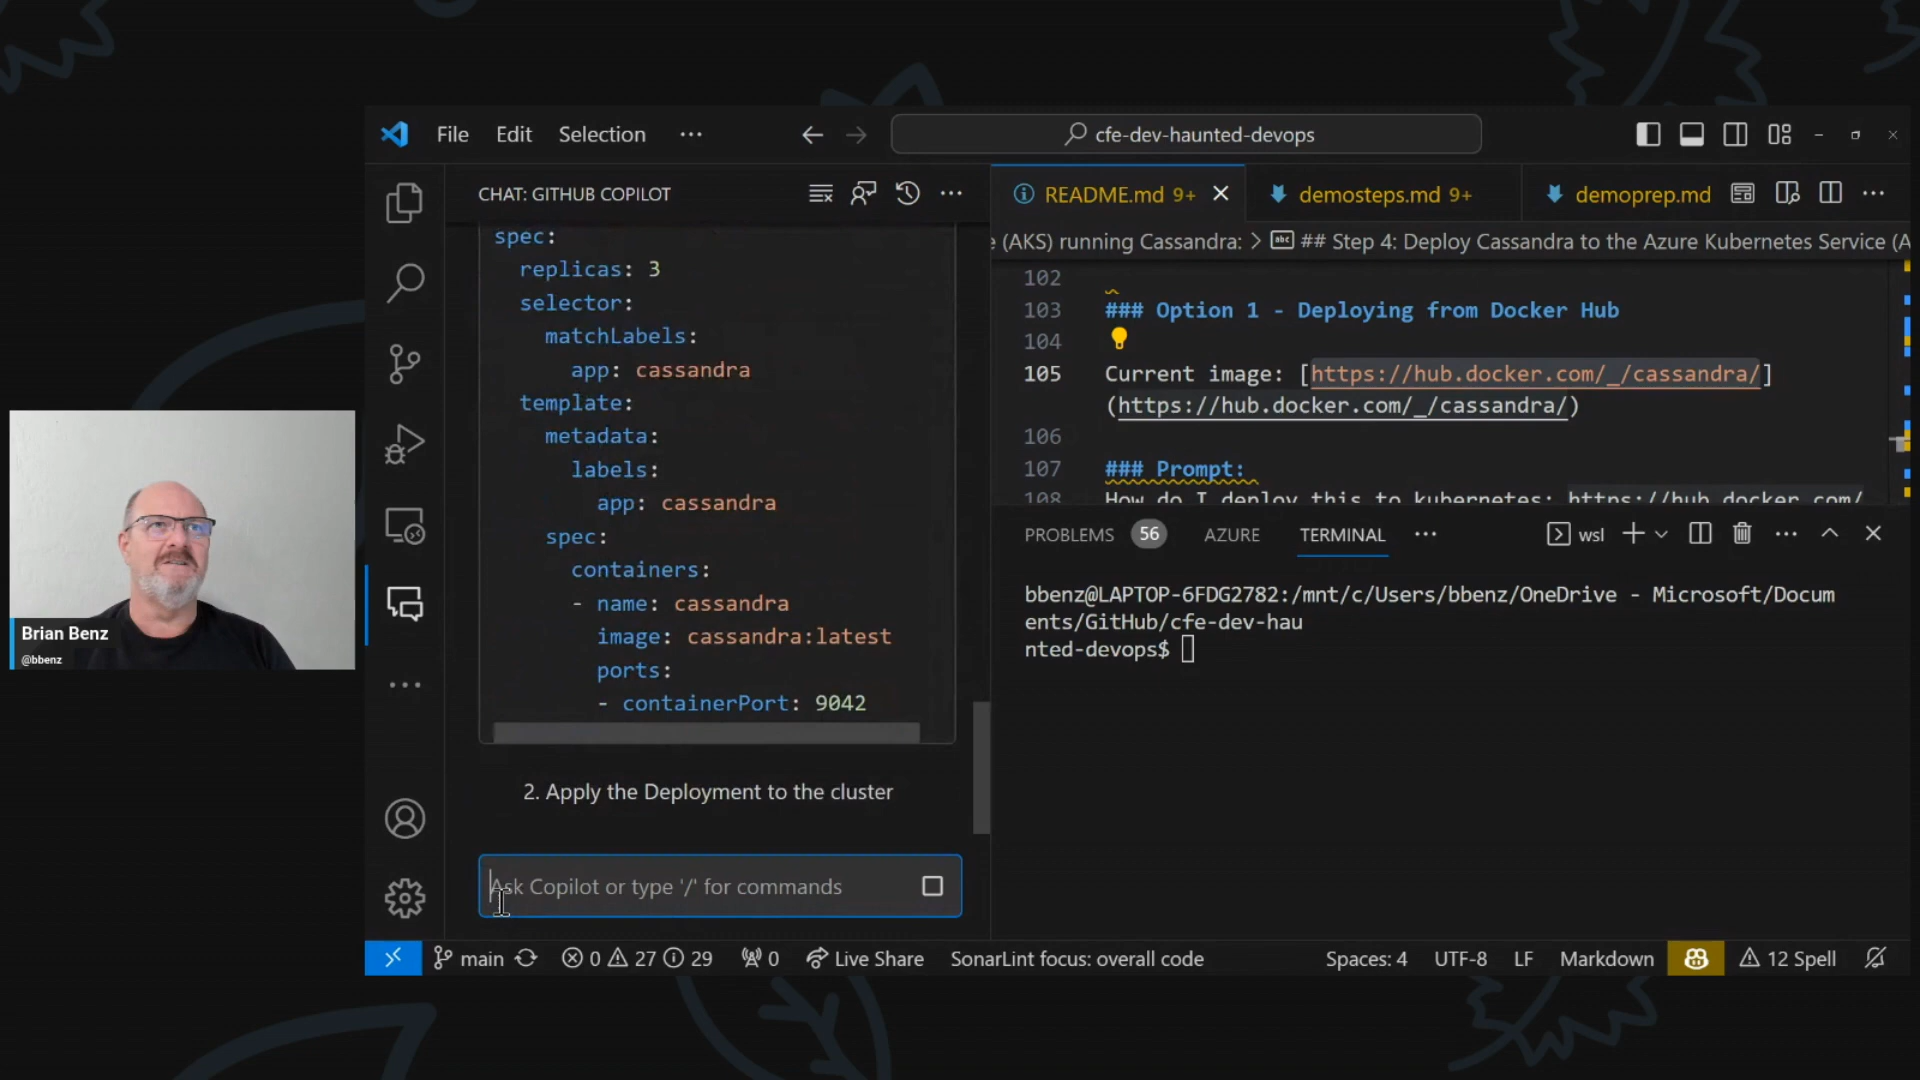 File Edit Selection ···
cfe-dev-haunted-devops
CHAT: GITHUB COPILOT
spec:
replicas: 3
selector:
matchLabels:
app: cassandra
template:
metadata:
labels:
app: cassandra
spec:
containers:
- name: cassandra
image: cassandra:latest
ports:
- containerPort: 9042
2. Apply the Deployment to the cluster
Ask Copilot or type '/' for commands
README.md 9+
demosteps.md 9+
demoprep.md
e (AKS) running Cassandra: > abc ## Step 4: Deploy Cassandra to the Azure Kubernetes Service (A
102
103 ### Option 1 - Deploying from Docker Hub
104
105 Current image: [https://hub.docker.com/_/cassandra/]
(https://hub.docker.com/_/cassandra/)
106
107 ### Prompt:
108 How do I deploy this to kubernetes: https://hub.docker.com/
PROBLEMS 56 AZURE TERMINAL ··· wsl
bbenz@LAPTOP-6FDG2782:/mnt/c/Users/bbenz/OneDrive - Microsoft/Docum
ents/GitHub/cfe-dev-hau
nted-devops$
Brian Benz
@bbenz
main 0 27 29 0 Live Share SonarLint focus: overall code Spaces: 4 UTF-8 LF Markdown 12 Spell